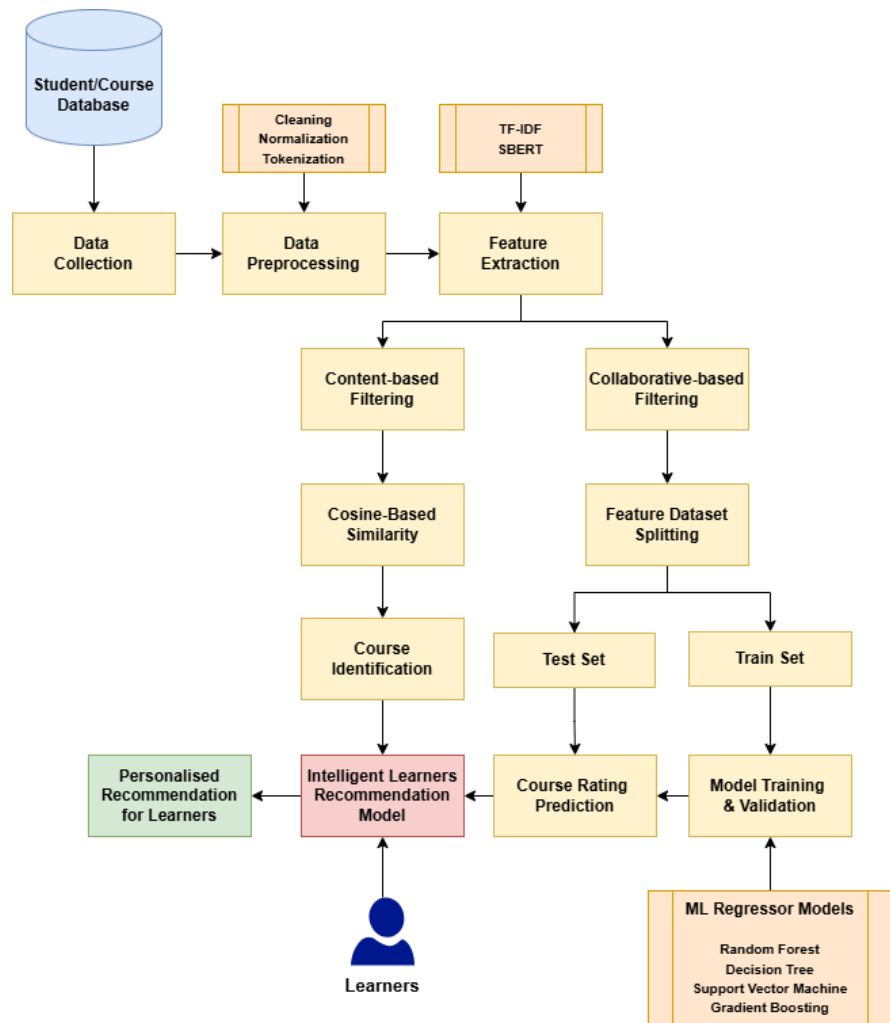 Student/Course
Database
Cleaning
Normalization
Tokenization
TF-IDF
SBERT
Data
Collection
Data
Preprocessing
Feature
Extraction
Content-based
Filtering
Collaborative-based
Filtering
Cosine-Based
Similarity
Feature Dataset
Splitting
Course
Identification
Test Set
Train Set
Personalised
Recommendation
for Learners
Intelligent Learners
Recommendation
Model
Course Rating
Prediction
Model Training
& Validation
Learners
ML Regressor Models
Random Forest
Decision Tree
Support Vector Machine
Gradient Boosting